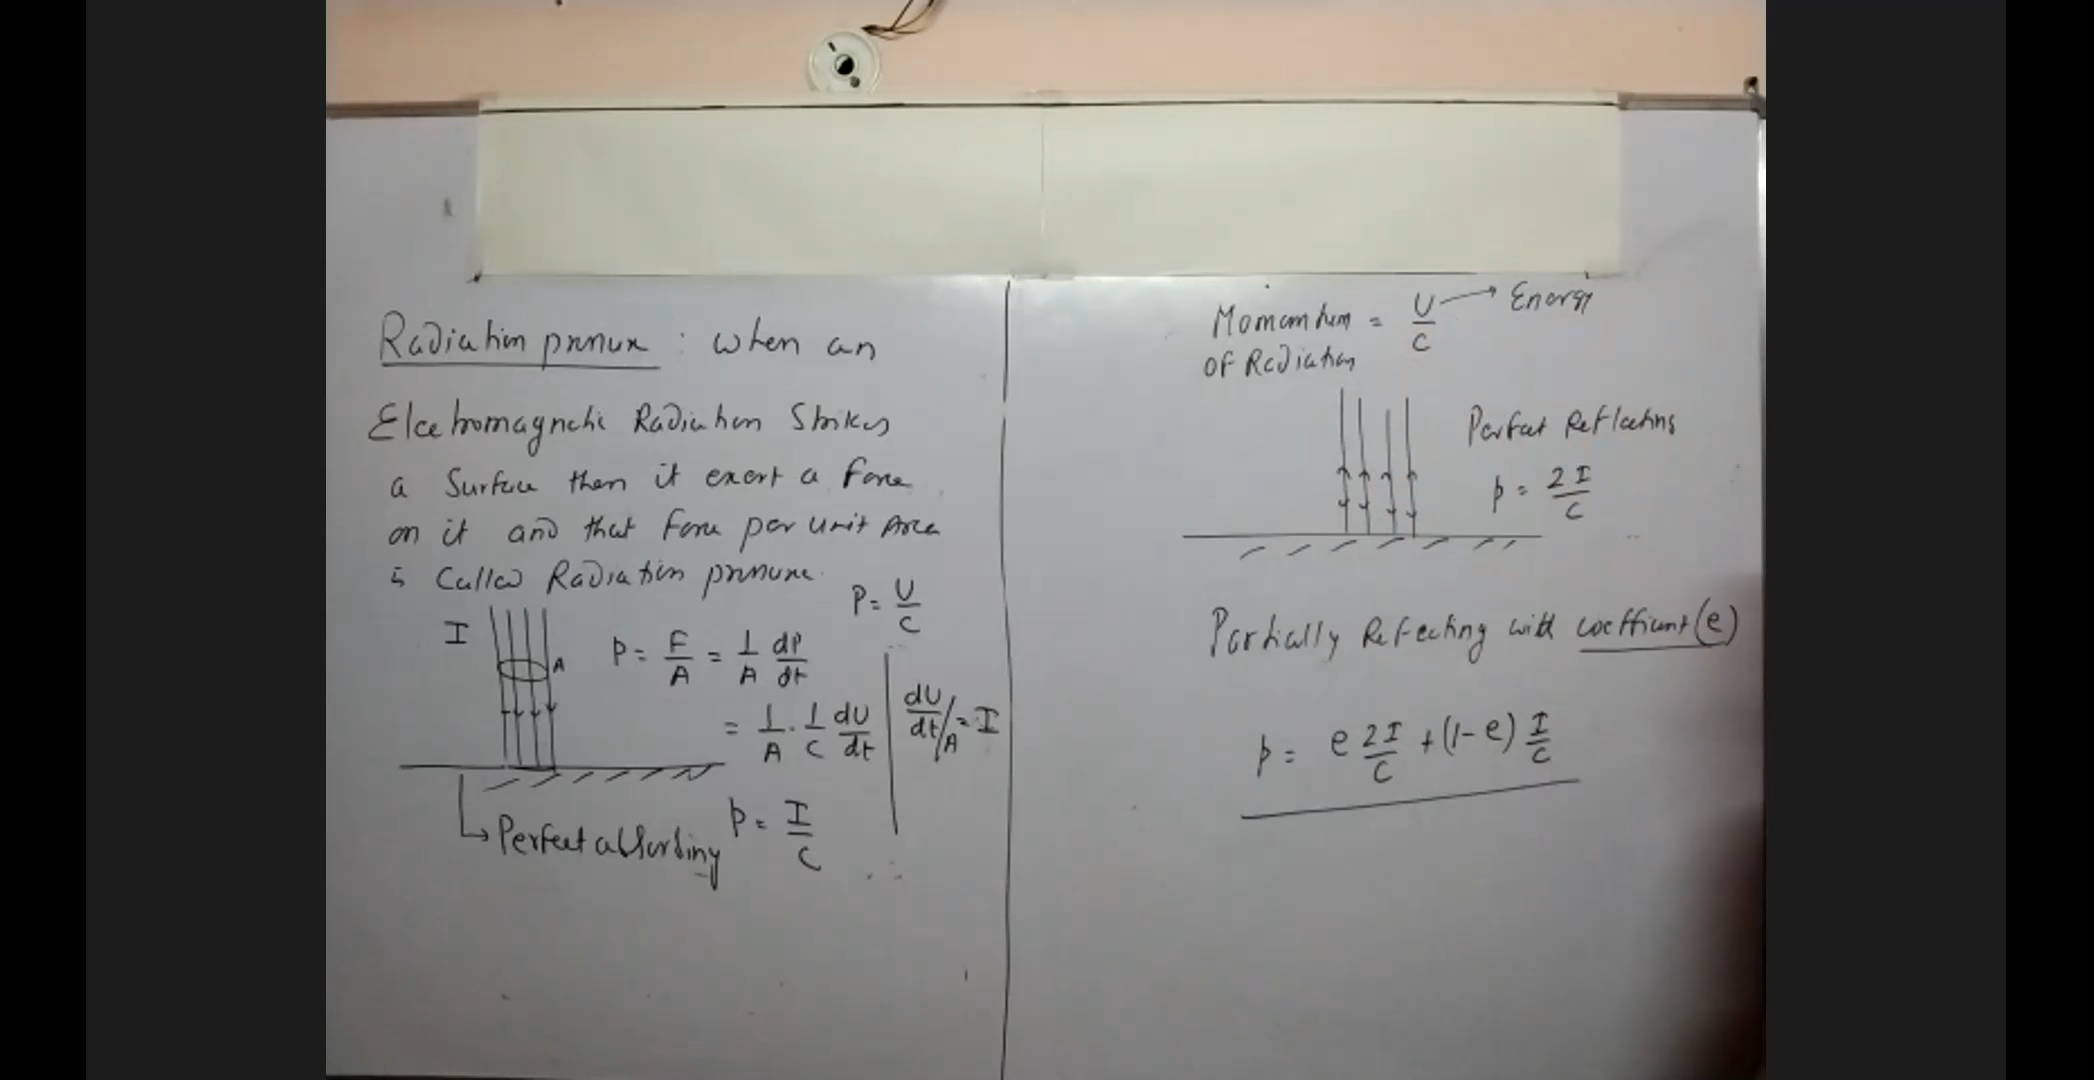 Radiation pressure : when an
Electromagnetic Radiation Strikes
a Surface then it exert a force
on it and that force per unit Area
is Called Radiation pressure.
I
A
P = U/C
p = F/A = 1/A dP/dt
= 1/A . 1/C dU/dt
dU/dt/A = I
p = I/C
Perfect absorbing
Momentum of Radiation = U/C → Energy
Perfect Reflecting
p = 2I/C
Partially Reflecting with coefficient (e)
p = e 2I/C + (1-e) I/C